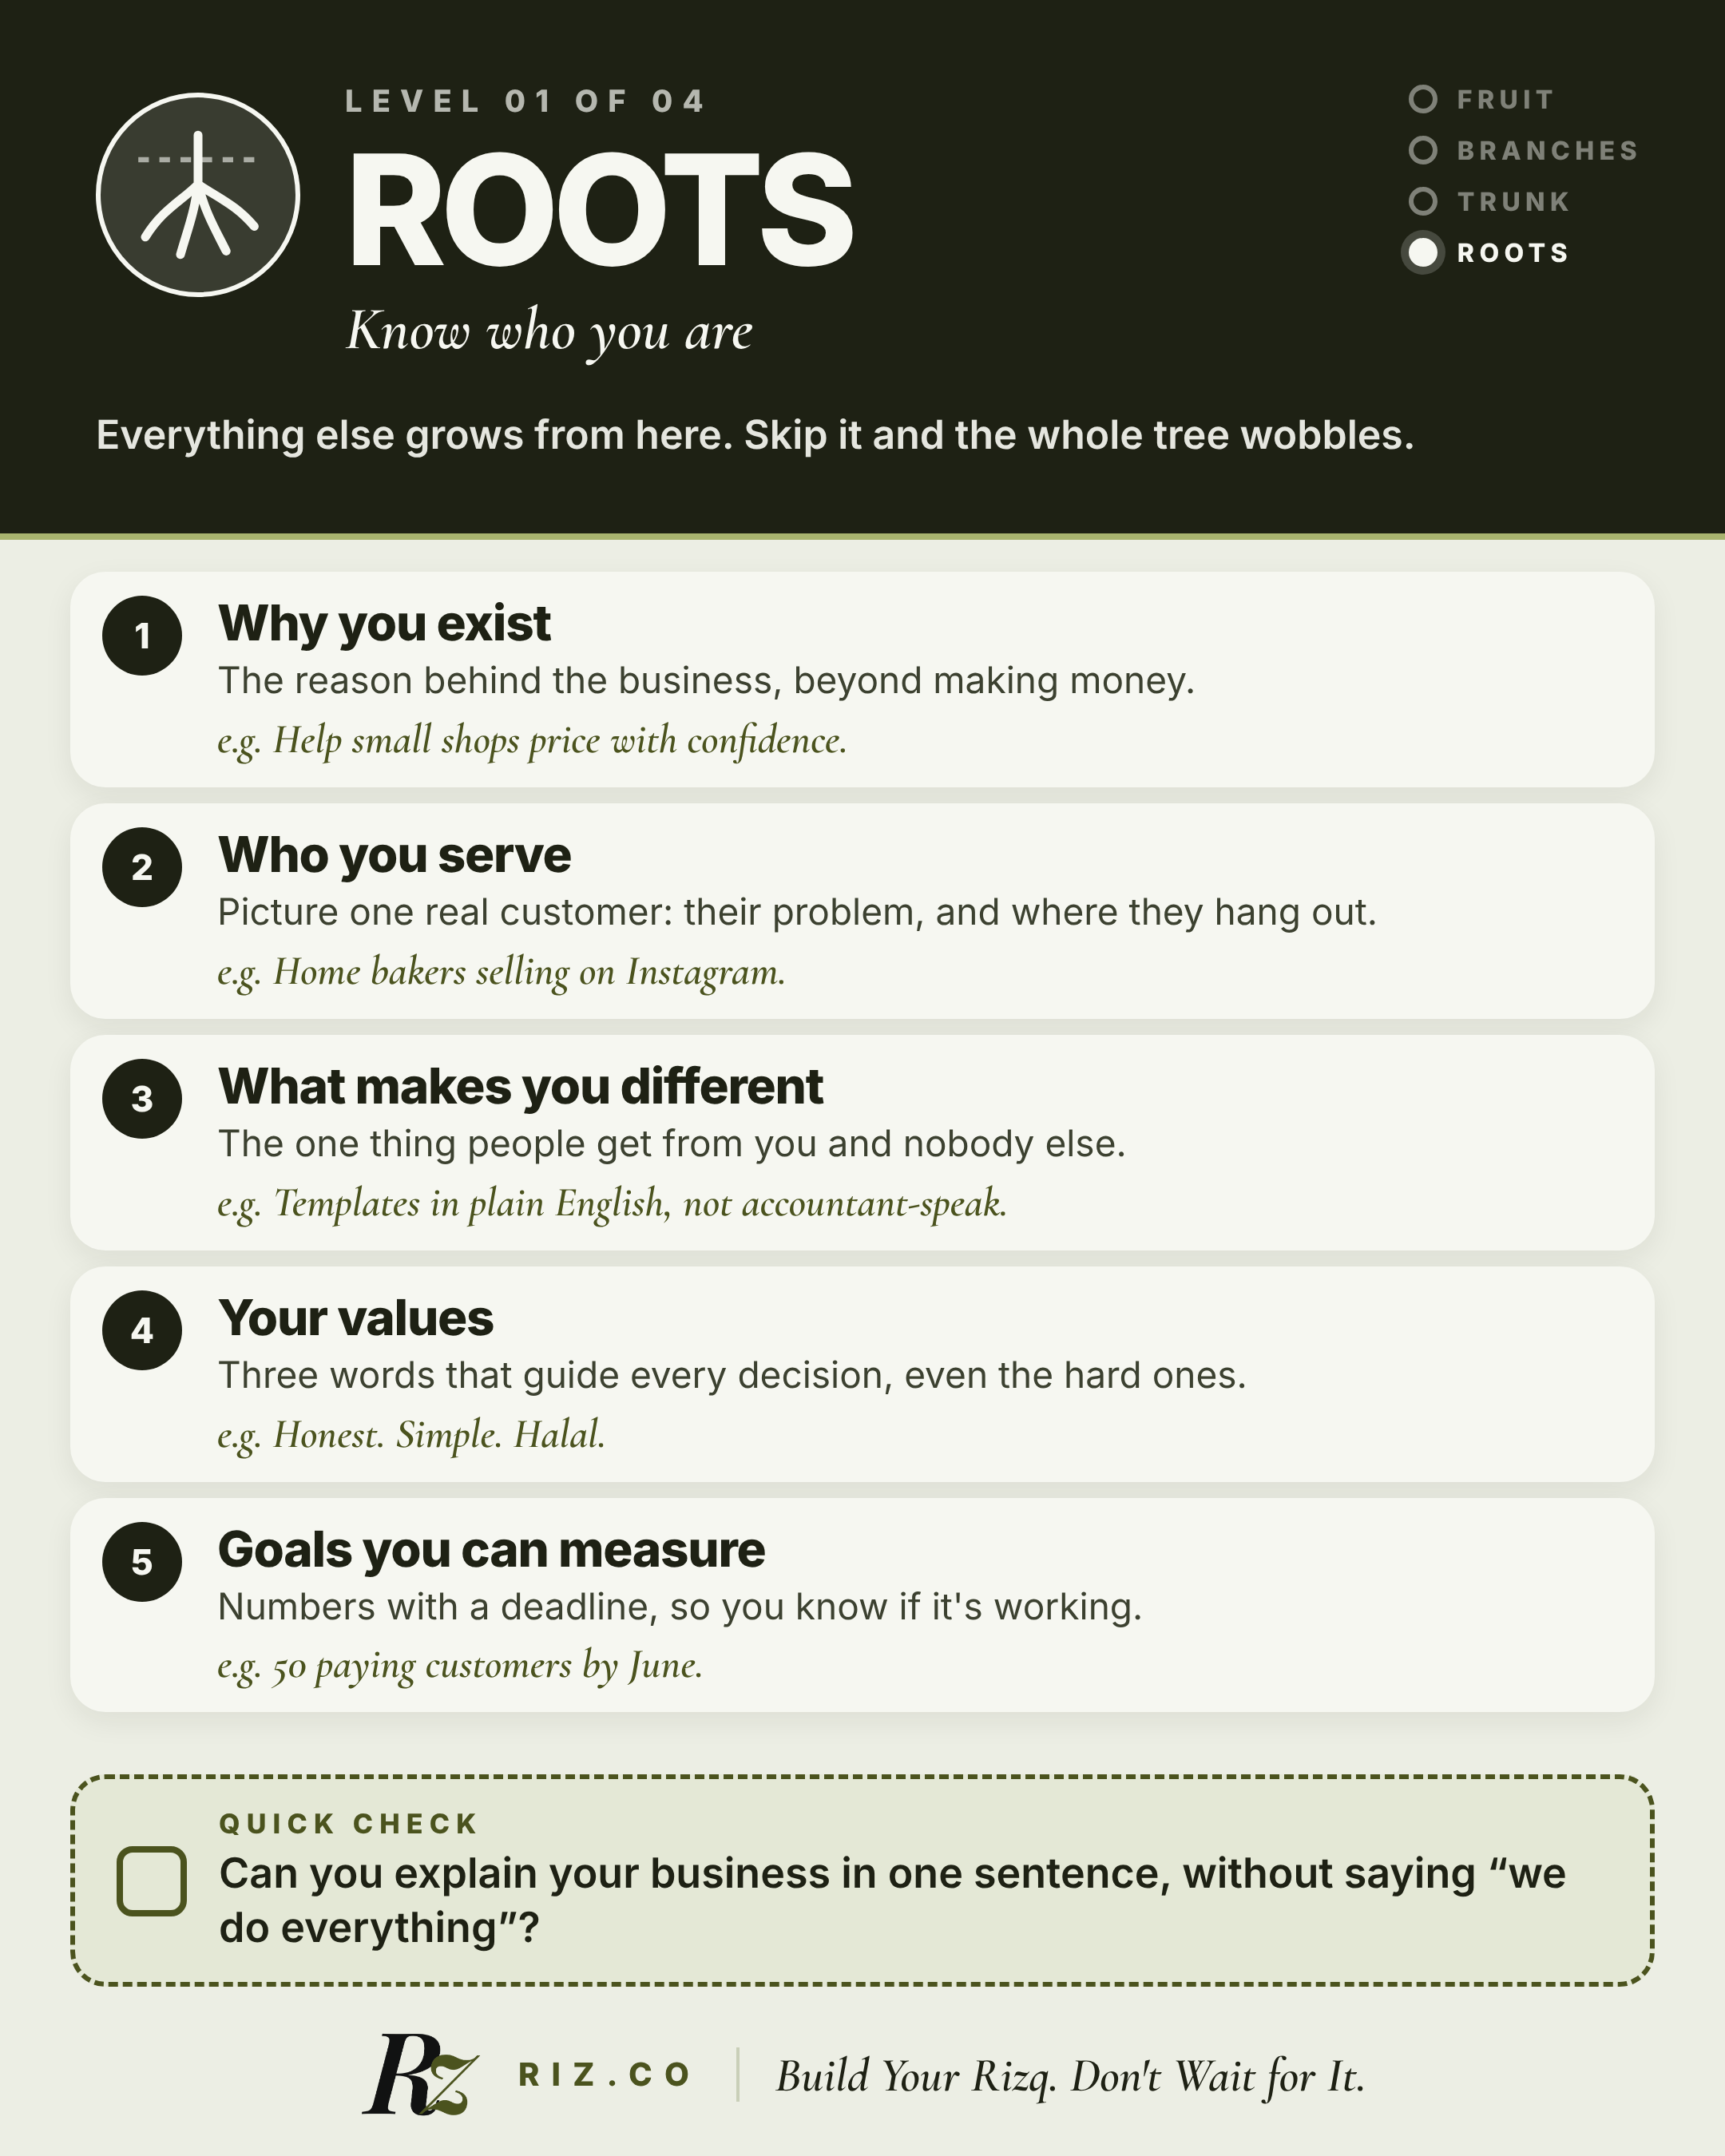 LEVEL 01 OF 04
ROOTS
Know who you are
FRUIT
BRANCHES
TRUNK
ROOTS
Everything else grows from here. Skip it and the whole tree wobbles.
1
Why you exist
The reason behind the business, beyond making money.
e.g. Help small shops price with confidence.
2
Who you serve
Picture one real customer: their problem, and where they hang out.
e.g. Home bakers selling on Instagram.
3
What makes you different
The one thing people get from you and nobody else.
e.g. Templates in plain English, not accountant-speak.
4
Your values
Three words that guide every decision, even the hard ones.
e.g. Honest. Simple. Halal.
5
Goals you can measure
Numbers with a deadline, so you know if it's working.
e.g. 50 paying customers by June.
QUICK CHECK
Can you explain your business in one sentence, without saying “we
do everything”?
Rz RIZ.CO Build Your Rizq. Don't Wait for It.